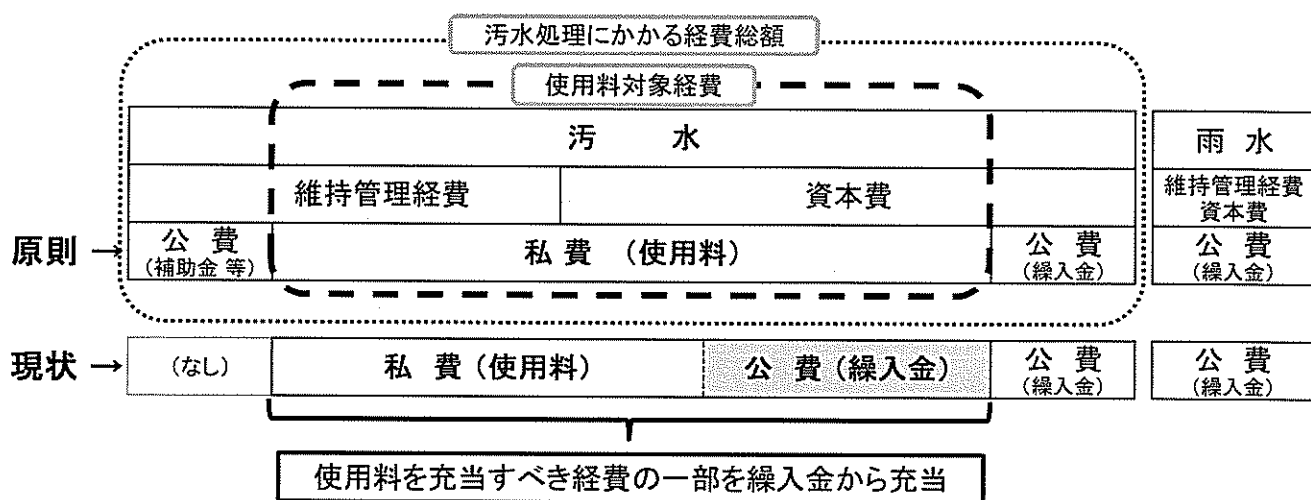 汚水処理にかかる経費総額
使用料対象経費
汚 水
雨 水
維持管理経費
資本費
維持管理経費
資本費
原則→
公 費
(補助金 等)
私 費 (使用料)
公 費
(繰入金)
公 費
(繰入金)
現状→
(なし)
私 費 (使用料)
公 費 (繰入金)
公 費
(繰入金)
公 費
(繰入金)
使用料を充当すべき経費の一部を繰入金から充当